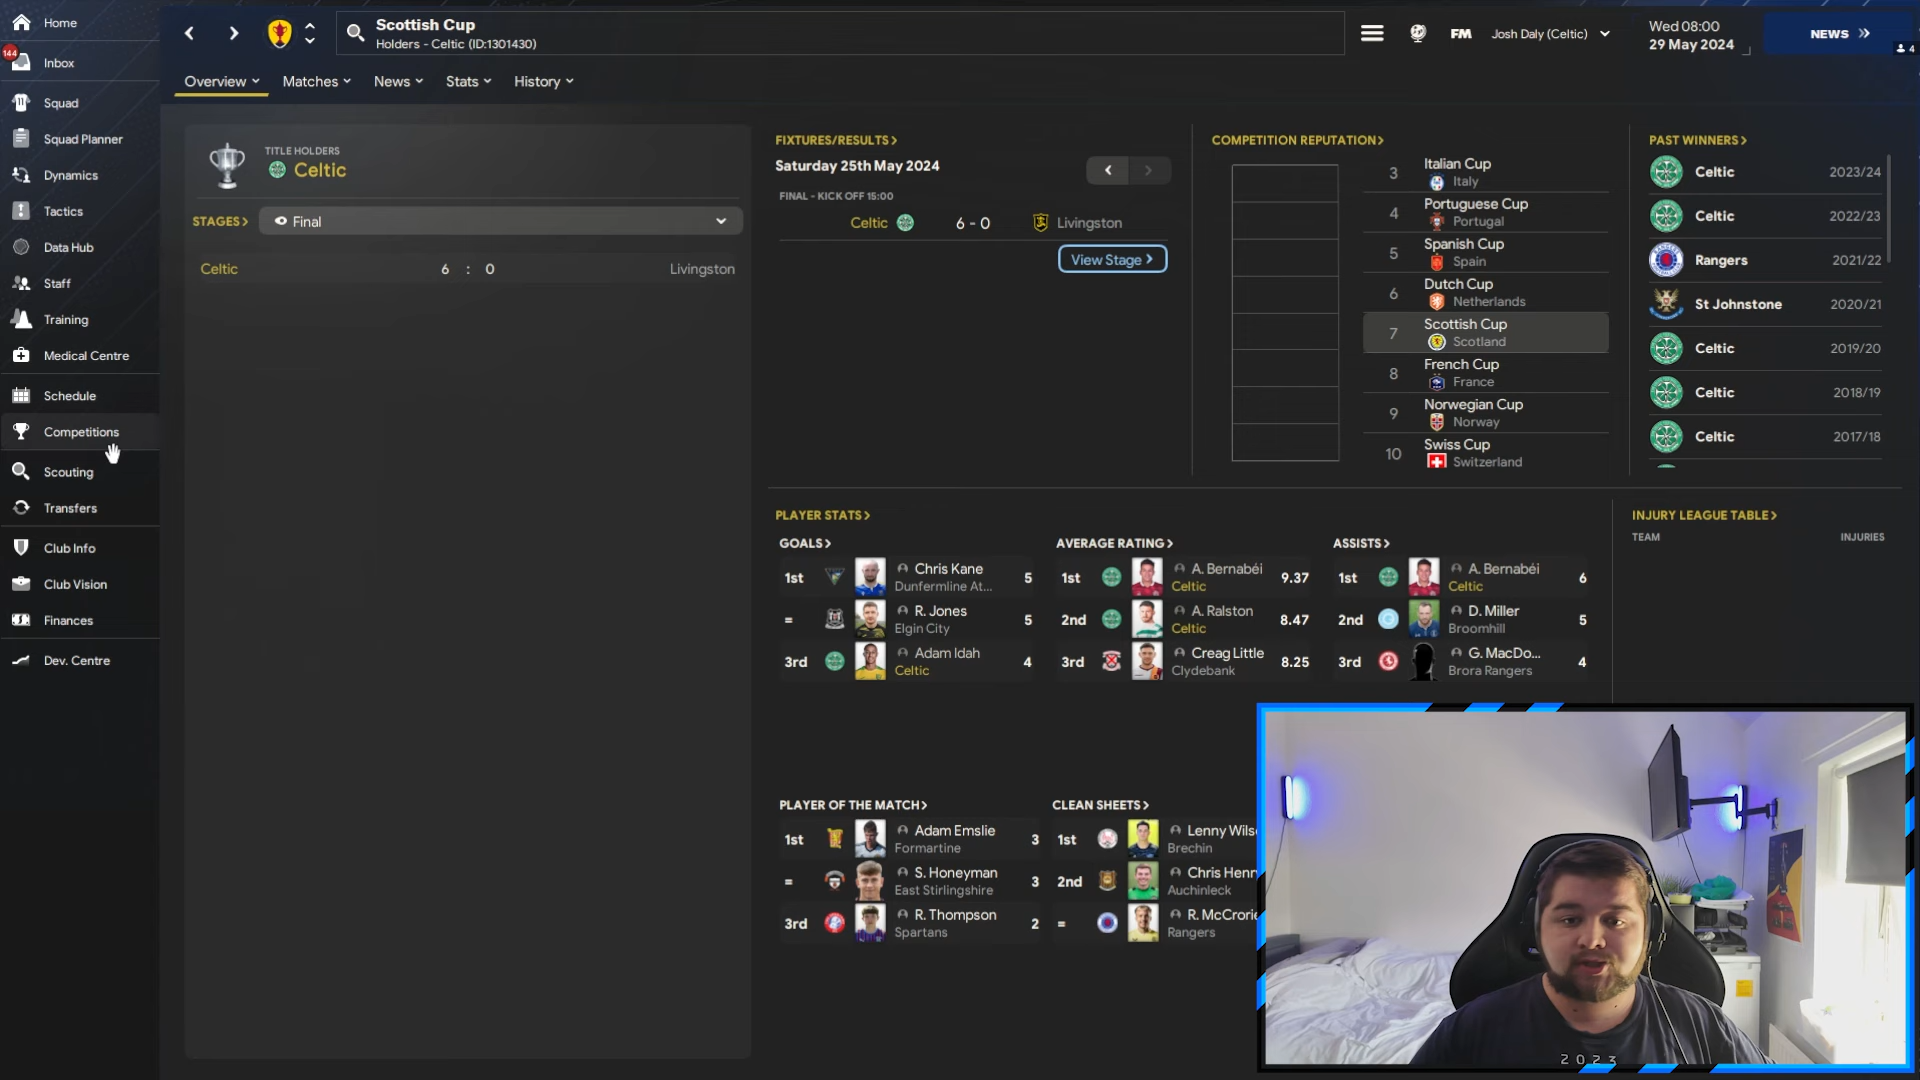 Home
144
Inbox
Squad
Squad Planner
Dynamics
Tactics
Data Hub
Staff
Training
Medical Centre
Schedule
Competitions
Scouting
Transfers
Club Info
Club Vision
Finances
Dev. Centre
Scottish Cup
Holders - Celtic (ID:1301430)
FM
Josh Daly (Celtic)
Wed 08:00
29 May 2024
NEWS
4
Overview
Matches
News
Stats
History
TITLE HOLDERS
Celtic
STAGES
Final
Celtic 6 : 0 Livingston
FIXTURES/RESULTS
Saturday 25th May 2024
FINAL - KICK OFF 15:00
Celtic 6 - 0 Livingston
View Stage
COMPETITION REPUTATION
3 Italian Cup
Italy
4 Portuguese Cup
Portugal
5 Spanish Cup
Spain
6 Dutch Cup
Netherlands
7 Scottish Cup
Scotland
8 French Cup
France
9 Norwegian Cup
Norway
10 Swiss Cup
Switzerland
PAST WINNERS
Celtic 2023/24
Celtic 2022/23
Rangers 2021/22
St Johnstone 2020/21
Celtic 2019/20
Celtic 2018/19
Celtic 2017/18
PLAYER STATS
GOALS
1st Chris Kane 5
Dunfermline At...
= R. Jones 5
Elgin City
3rd Adam Idah 4
Celtic
AVERAGE RATING
1st A. Bernabéi 9.37
Celtic
2nd A. Ralston 8.47
Celtic
3rd Creag Little 8.25
Clydebank
ASSISTS
1st A. Bernabéi 6
Celtic
2nd D. Miller 5
Broomhill
3rd G. MacDo... 4
Brora Rangers
INJURY LEAGUE TABLE
TEAM INJURIES
PLAYER OF THE MATCH
1st Adam Emslie 3
Formartine
= S. Honeyman 3
East Stirlingshire
3rd R. Thompson 2
Spartans
CLEAN SHEETS
1st Lenny Wils
Brechin
2nd Chris Henn
Auchinleck
= R. McCrorie
Rangers
2023